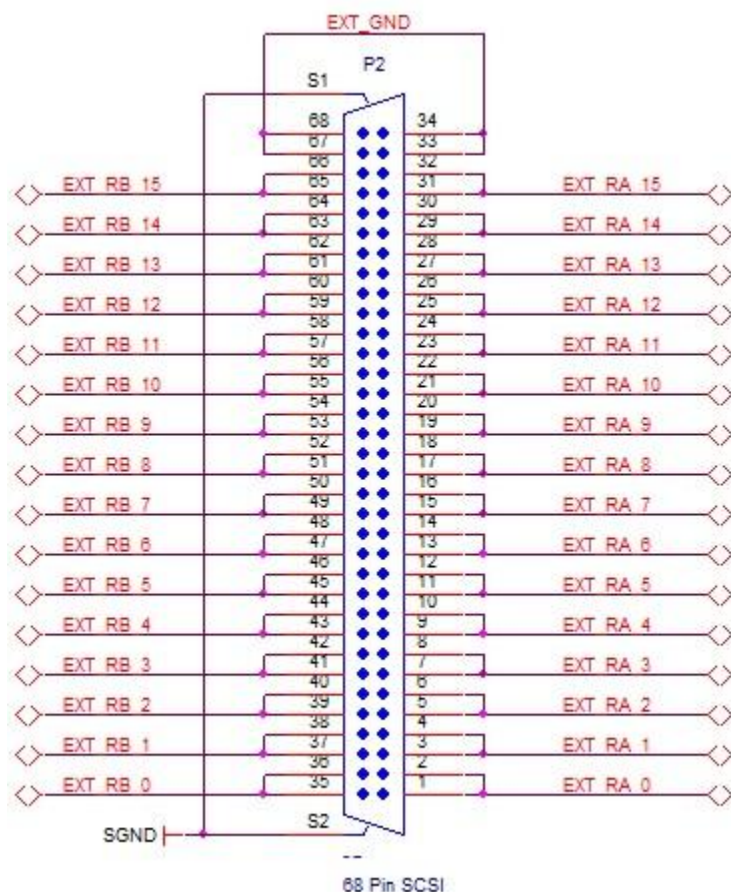 EXT_GND
P2
S1
68 34
67 33
66 32
EXT RB 15 65 31 EXT RA 15
64 30
EXT RB 14 63 29 EXT RA 14
62 28
EXT RB 13 61 27 EXT RA 13
60 26
EXT RB 12 59 25 EXT RA 12
58 24
EXT RB 11 57 23 EXT RA 11
56 22
EXT RB 10 55 21 EXT RA 10
54 20
EXT RB 9 53 19 EXT RA 9
52 18
EXT RB 8 51 17 EXT RA 8
50 16
EXT RB 7 49 15 EXT RA 7
48 14
EXT RB 6 47 13 EXT RA 6
46 12
EXT RB 5 45 11 EXT RA 5
44 10
EXT RB 4 43 9 EXT RA 4
42 8
EXT RB 3 41 7 EXT RA 3
40 6
EXT RB 2 39 5 EXT RA 2
38 4
EXT RB 1 37 3 EXT RA 1
36 2
EXT RB 0 35 1 EXT RA 0
S2
SGND
68 Pin SCSI